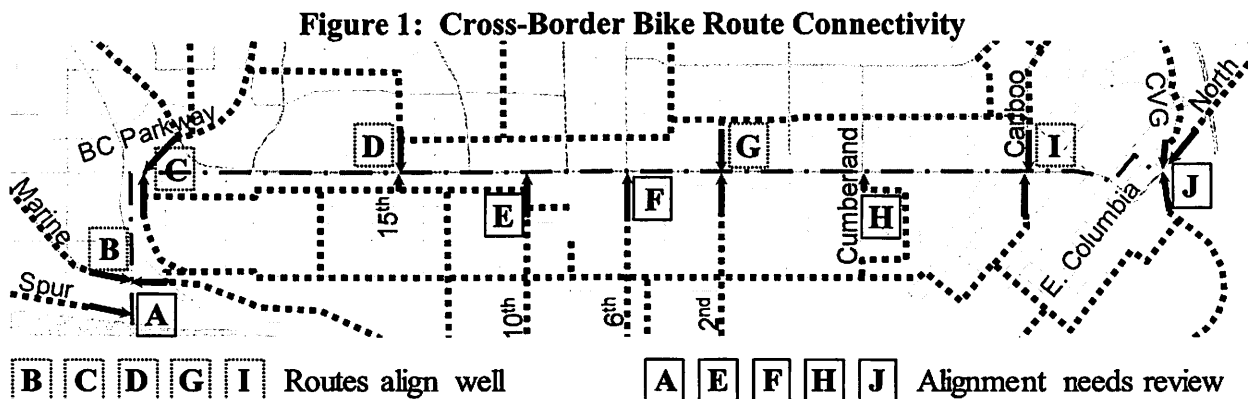 Figure 1: Cross-Border Bike Route Connectivity
BC Parkway
Marine
Spur
A
B
C
D
15th
E
10th
F
6th
G
2nd
Cumberland
H
Cariboo
I
E. Columbia
CVG
North
J
B C D G I Routes align well
A E F H J Alignment needs review